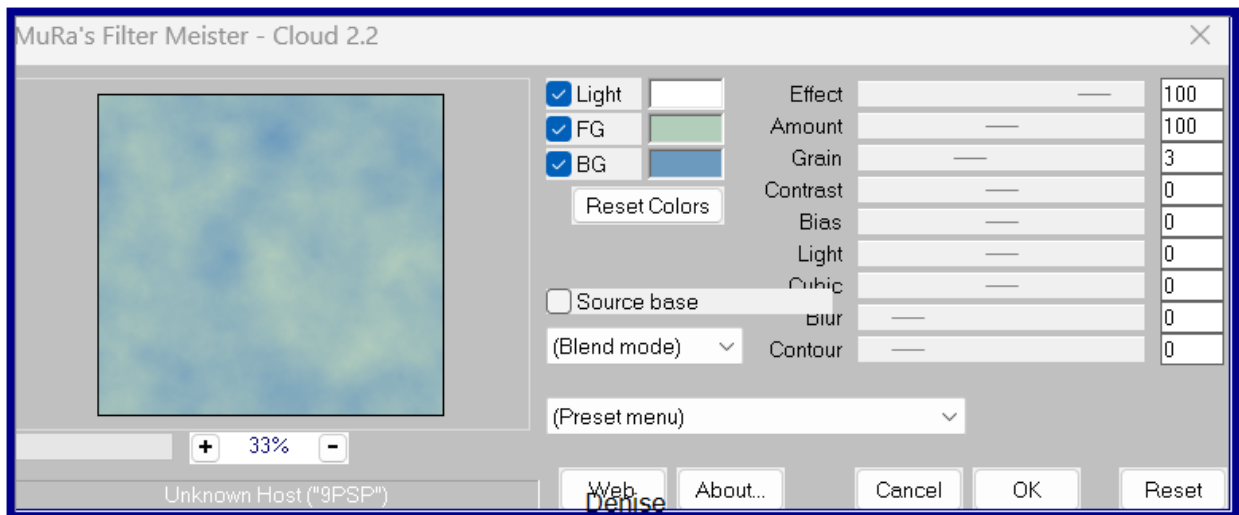 MuRa's Filter Meister - Cloud 2.2
Light
FG
BG
Reset Colors
Source base
(Blend mode)
(Preset menu)
Effect 100
Amount 100
Grain 3
Contrast 0
Bias 0
Light 0
Cubic 0
Blur 0
Contour 0
+ 33% -
Unknown Host ("9PSP")
Web About... Cancel OK Reset
Denise